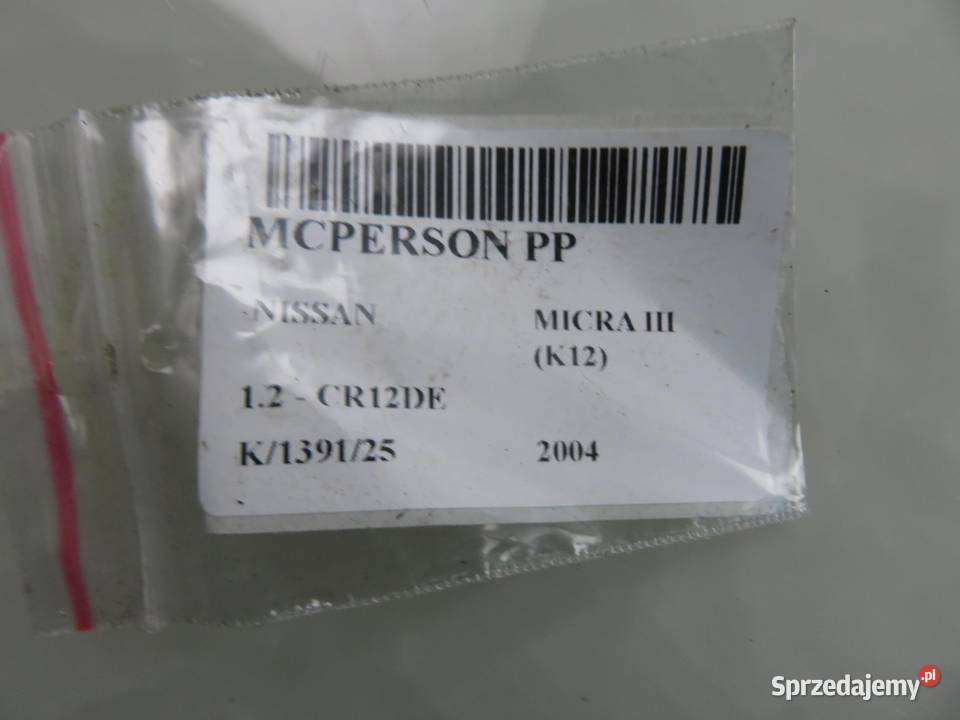 MCPERSON PP
NISSAN MICRA III
(K12)
1.2 - CR12DE
K/1391/25 2004
Sprzedajemy.pl